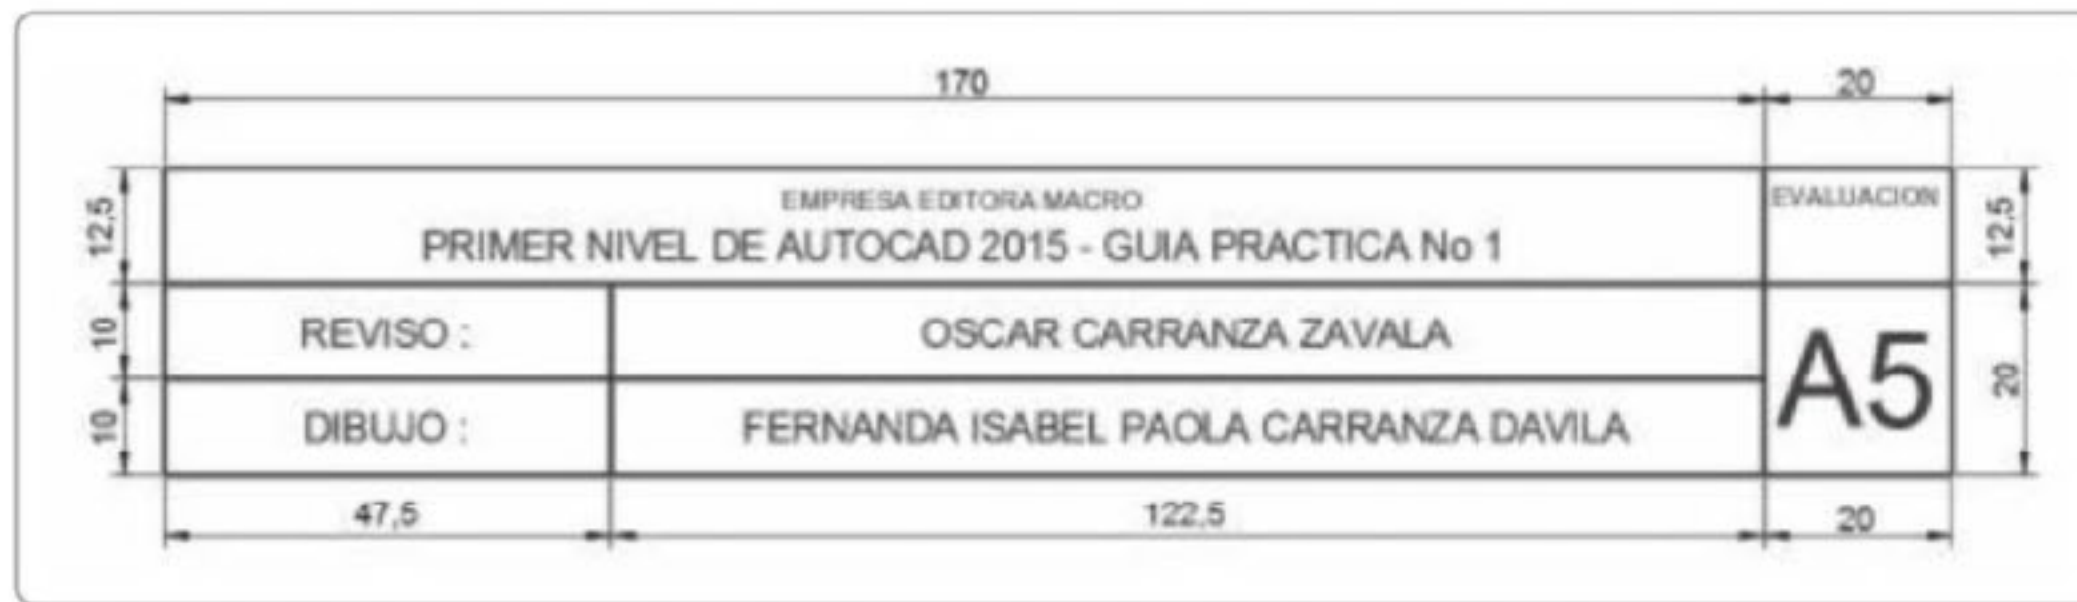 170 20
12,5 EMPRESA EDITORA MACRO EVALUACION 12,5
PRIMER NIVEL DE AUTOCAD 2015 - GUIA PRACTICA No 1
10 REVISO : OSCAR CARRANZA ZAVALA A5 20
10 DIBUJO : FERNANDA ISABEL PAOLA CARRANZA DAVILA
47,5 122,5 20